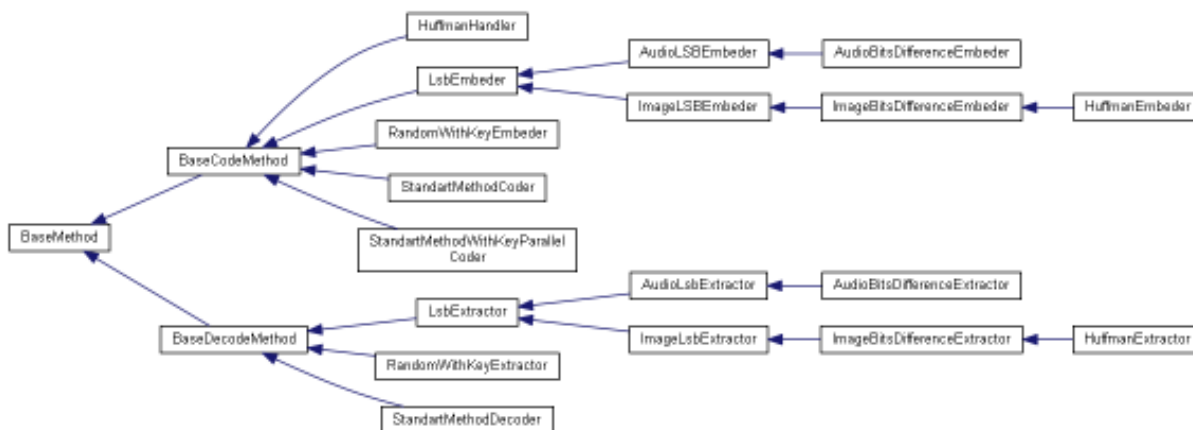 HuffmanHandler
AudioLSBEmbeder
AudioBitsDifferenceEmbeder
LsbEmbeder
ImageLSBEmbeder
ImageBitsDifferenceEmbeder
HuffmanEmbeder
RandomWithKeyEmbeder
BaseCodeMethod
StandartMethodCoder
BaseMethod
StandartMethodWithKeyParallel
Coder
AudioLsbExtractor
AudioBitsDifferenceExtractor
LsbExtractor
BaseDecodeMethod
ImageLsbExtractor
ImageBitsDifferenceExtractor
HuffmanExtractor
RandomWithKeyExtractor
StandartMethodDecoder